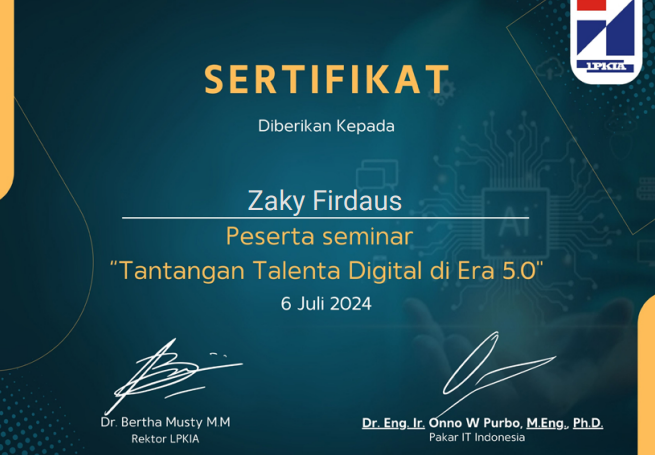 LPKIA
SERTIFIKAT
Diberikan Kepada
AI
Zaky Firdaus
Peserta seminar
“Tantangan Talenta Digital di Era 5.0"
6 Juli 2024
Dr. Bertha Musty M.M
Rektor LPKIA
Dr. Eng. Ir. Onno W Purbo, M.Eng., Ph.D.
Pakar IT Indonesia